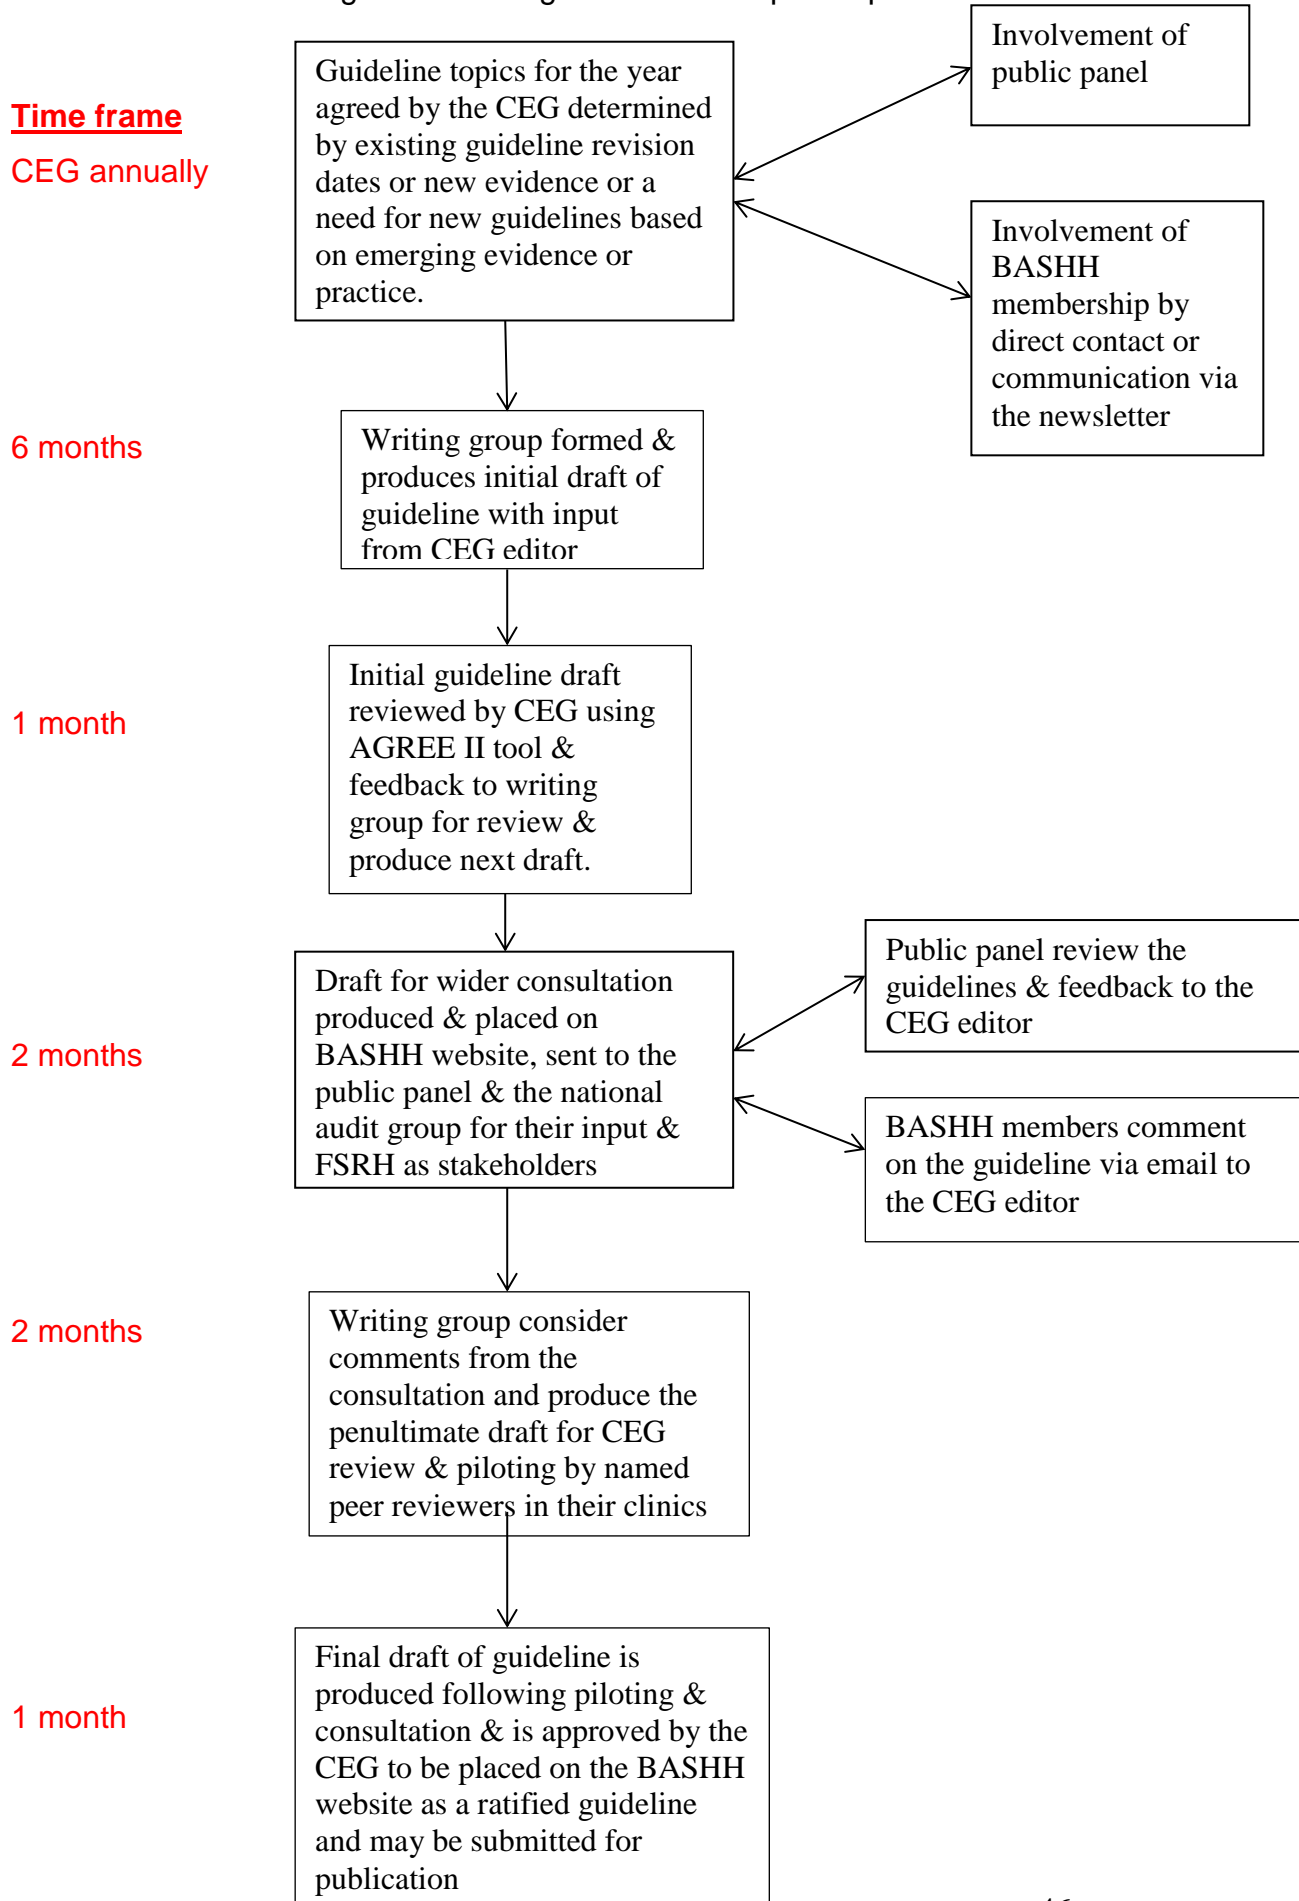 Guideline topics for the year
agreed by the CEG determined
by existing guideline revision
dates or new evidence or a
need for new guidelines based
on emerging evidence or
practice.
Involvement of
public panel
Time frame
CEG annually
Involvement of
BASHH
membership by
direct contact or
communication via
the newsletter
6 months
Writing group formed &
produces initial draft of
guideline with input
from CEG editor
1 month
Initial guideline draft
reviewed by CEG using
AGREE II tool &
feedback to writing
group for review &
produce next draft.
2 months
Draft for wider consultation
produced & placed on
BASHH website, sent to the
public panel & the national
audit group for their input &
FSRH as stakeholders
Public panel review the
guidelines & feedback to the
CEG editor
BASHH members comment
on the guideline via email to
the CEG editor
2 months
Writing group consider
comments from the
consultation and produce the
penultimate draft for CEG
review & piloting by named
peer reviewers in their clinics
1 month
Final draft of guideline is
produced following piloting &
consultation & is approved by the
CEG to be placed on the BASHH
website as a ratified guideline
and may be submitted for
publication